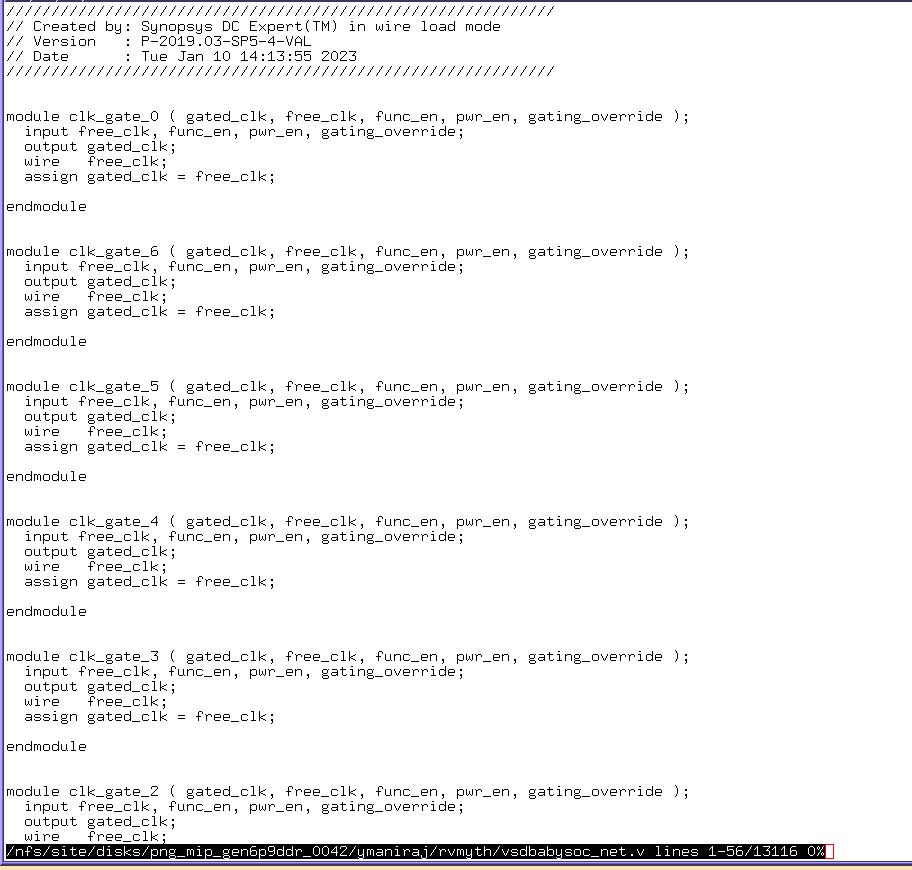 /////////////////////////////////////////////////////////////
// Created by: Synopsys DC Expert(TM) in wire load mode
// Version   : P-2019.03-SP5-4-VAL
// Date      : Tue Jan 10 14:13:55 2023
/////////////////////////////////////////////////////////////
module clk_gate_0 ( gated_clk, free_clk, func_en, pwr_en, gating_override );
  input free_clk, func_en, pwr_en, gating_override;
  output gated_clk;
  wire   free_clk;
  assign gated_clk = free_clk;
endmodule
module clk_gate_6 ( gated_clk, free_clk, func_en, pwr_en, gating_override );
  input free_clk, func_en, pwr_en, gating_override;
  output gated_clk;
  wire   free_clk;
  assign gated_clk = free_clk;
endmodule
module clk_gate_5 ( gated_clk, free_clk, func_en, pwr_en, gating_override );
  input free_clk, func_en, pwr_en, gating_override;
  output gated_clk;
  wire   free_clk;
  assign gated_clk = free_clk;
endmodule
module clk_gate_4 ( gated_clk, free_clk, func_en, pwr_en, gating_override );
  input free_clk, func_en, pwr_en, gating_override;
  output gated_clk;
  wire   free_clk;
  assign gated_clk = free_clk;
endmodule
module clk_gate_3 ( gated_clk, free_clk, func_en, pwr_en, gating_override );
  input free_clk, func_en, pwr_en, gating_override;
  output gated_clk;
  wire   free_clk;
  assign gated_clk = free_clk;
endmodule
module clk_gate_2 ( gated_clk, free_clk, func_en, pwr_en, gating_override );
  input free_clk, func_en, pwr_en, gating_override;
  output gated_clk;
  wire   free_clk;
/nfs/site/disks/png_mip_gen6p9ddr_0042/ymaniraj/rvmyth/vsdbabysoc_net.v lines 1-56/13116 0%